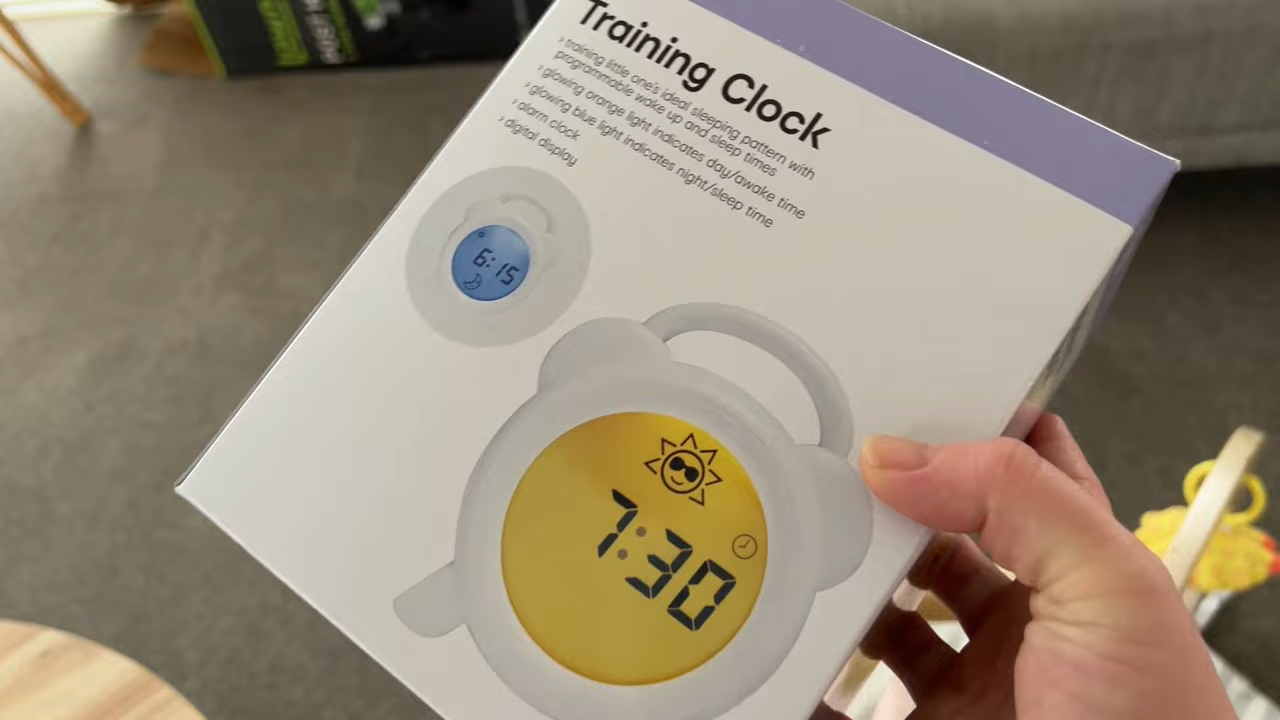 Training Clock
› training little one's ideal sleeping pattern with
programmable wake up and sleep times
› glowing orange light indicates day/awake time
› glowing blue light indicates night/sleep time
› alarm clock
› digital display
6:15
7:30